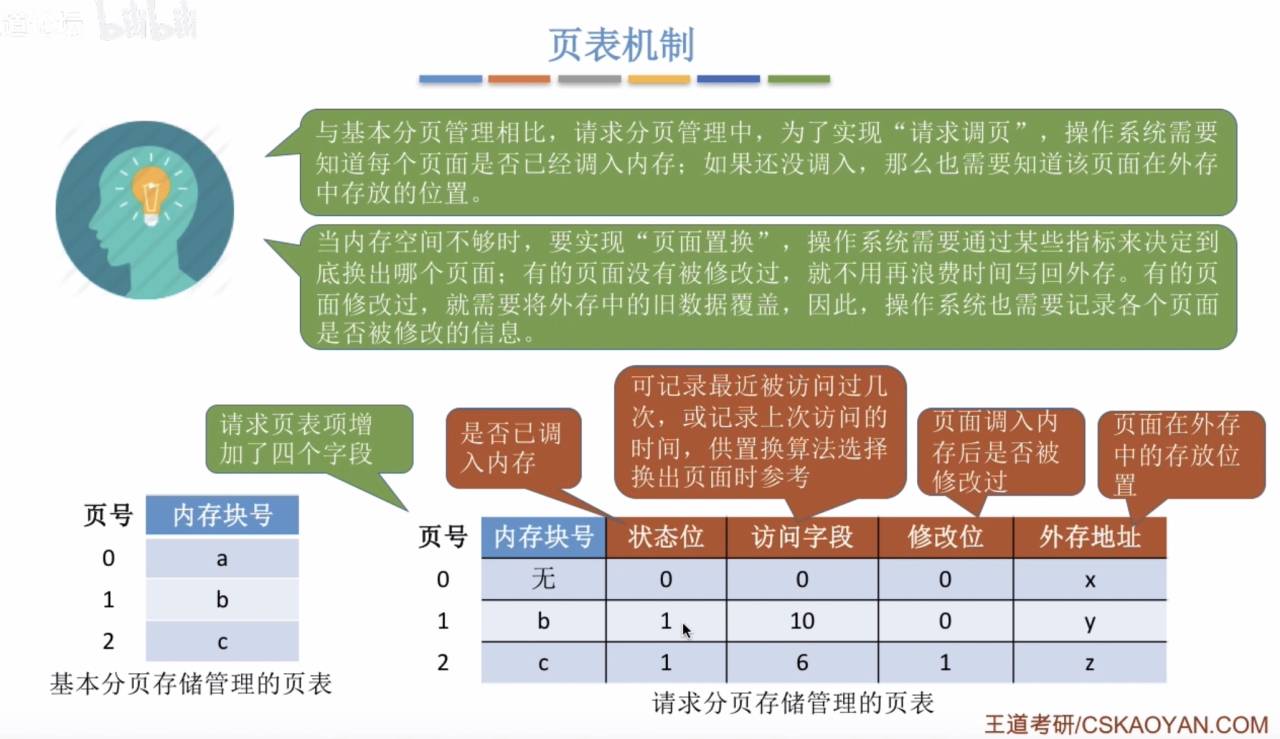 bilibili
页表机制
与基本分页管理相比，请求分页管理中，为了实现“请求调页”，操作系统需要
知道每个页面是否已经调入内存；如果还没调入，那么也需要知道该页面在外存
中存放的位置。
当内存空间不够时，要实现“页面置换”，操作系统需要通过某些指标来决定到
底换出哪个页面；有的页面没有被修改过，就不用再浪费时间写回外存。有的页
面修改过，就需要将外存中的旧数据覆盖，因此，操作系统也需要记录各个页面
是否被修改的信息。
请求页表项增
加了四个字段
是否已调
入内存
可记录最近被访问过几
次，或记录上次访问的
时间，供置换算法选择
换出页面时参考
页面调入内
存后是否被
修改过
页面在外存
中的存放位
置
页号 内存块号
0 a
1 b
2 c
基本分页存储管理的页表
页号 内存块号 状态位 访问字段 修改位 外存地址
0 无 0 0 0 x
1 b 1 10 0 y
2 c 1 6 1 z
请求分页存储管理的页表
王道考研/CSKAOYAN.COM